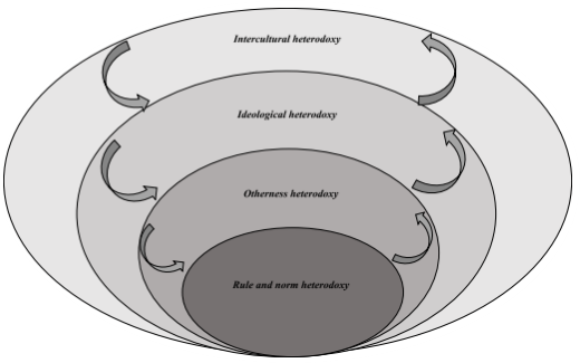 Intercultural heterodoxy
Ideological heterodoxy
Otherness heterodoxy
Rule and norm heterodoxy